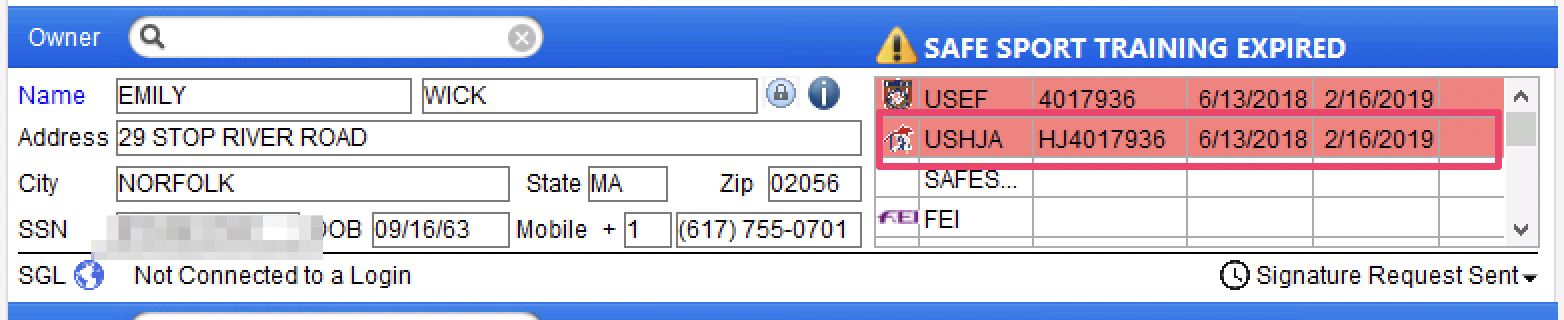 Owner
SAFE SPORT TRAINING EXPIRED
Name EMILY WICK
Address 29 STOP RIVER ROAD
City NORFOLK State MA Zip 02056
SSN OOB 09/16/63 Mobile + 1 (617) 755-0701
USEF 4017936 6/13/2018 2/16/2019
USHJA HJ4017936 6/13/2018 2/16/2019
SAFES...
FEI FEI
SGL Not Connected to a Login
Signature Request Sent